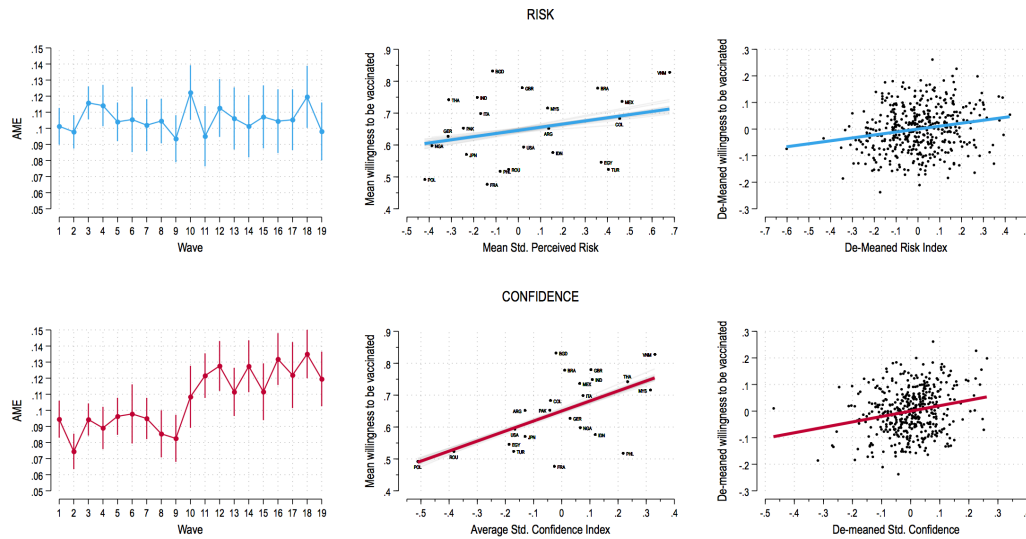 RISK
AME
.15
.14
.13
.12
.11
.1
.09
.08
.07
.06
.05
1 2 3 4 5 6 7 8 9 10 11 12 13 14 15 16 17 18 19
Wave
Mean willingness to be vaccinated
.9
.8
.7
.6
.5
.4
BGD
VNM
GBR
BRA
THA
IND
MEX
MYS
ITA
COL
PAK
ARG
GER
NGA
USA
JPN
IDN
EGY
PHL
ROU
TUR
POL
FRA
-.5 -.4 -.3 -.2 -.1 0 .1 .2 .3 .4 .5 .6 .7
Mean Std. Perceived Risk
De-Meaned willingness to be vaccinated
.3
.2
.1
0
-.1
-.2
-.3
-.7 -.6 -.5 -.4 -.3 -.2 -.1 0 .1 .2 .3 .4
De-Meaned Risk Index
CONFIDENCE
AME
.15
.14
.13
.12
.11
.1
.09
.08
.07
.06
.05
1 2 3 4 5 6 7 8 9 10 11 12 13 14 15 16 17 18 19
Wave
Mean willingness to be vaccinated
.9
.8
.7
.6
.5
.4
BGD
VNM
BRA
GBR
IND
THA
MEX
MYS
ITA
COL
ARG
PAK
GER
NGA
USA
JPN
IDN
EGY
TUR
PHL
ROU
POL
FRA
-.5 -.4 -.3 -.2 -.1 0 .1 .2 .3 .4
Average Std. Confidence Index
De-meaned willingness to be vaccinated
.3
.2
.1
0
-.1
-.2
-.3
-.5 -.4 -.3 -.2 -.1 0 .1 .2 .3
De-meaned Std. Confidence